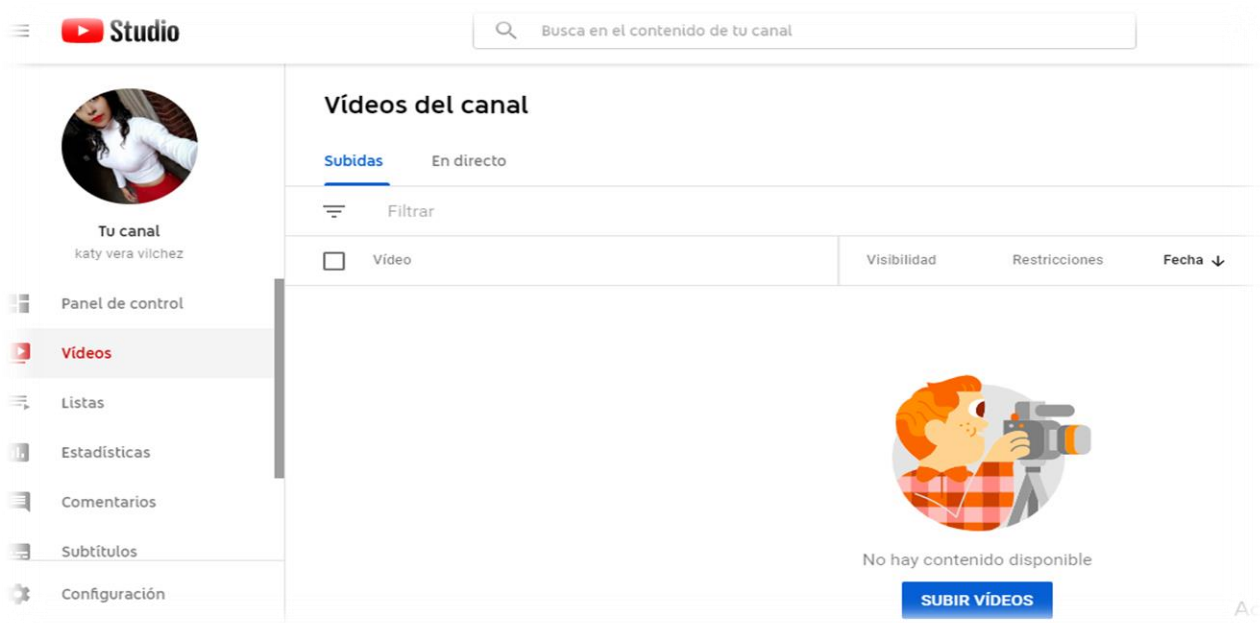 Studio
Busca en el contenido de tu canal
Tu canal
katy vera vilchez
Panel de control
Vídeos
Listas
Estadísticas
Comentarios
Subtítulos
Configuración
Vídeos del canal
Subidas En directo
Filtrar
Vídeo Visibilidad Restricciones Fecha
No hay contenido disponible
SUBIR VÍDEOS